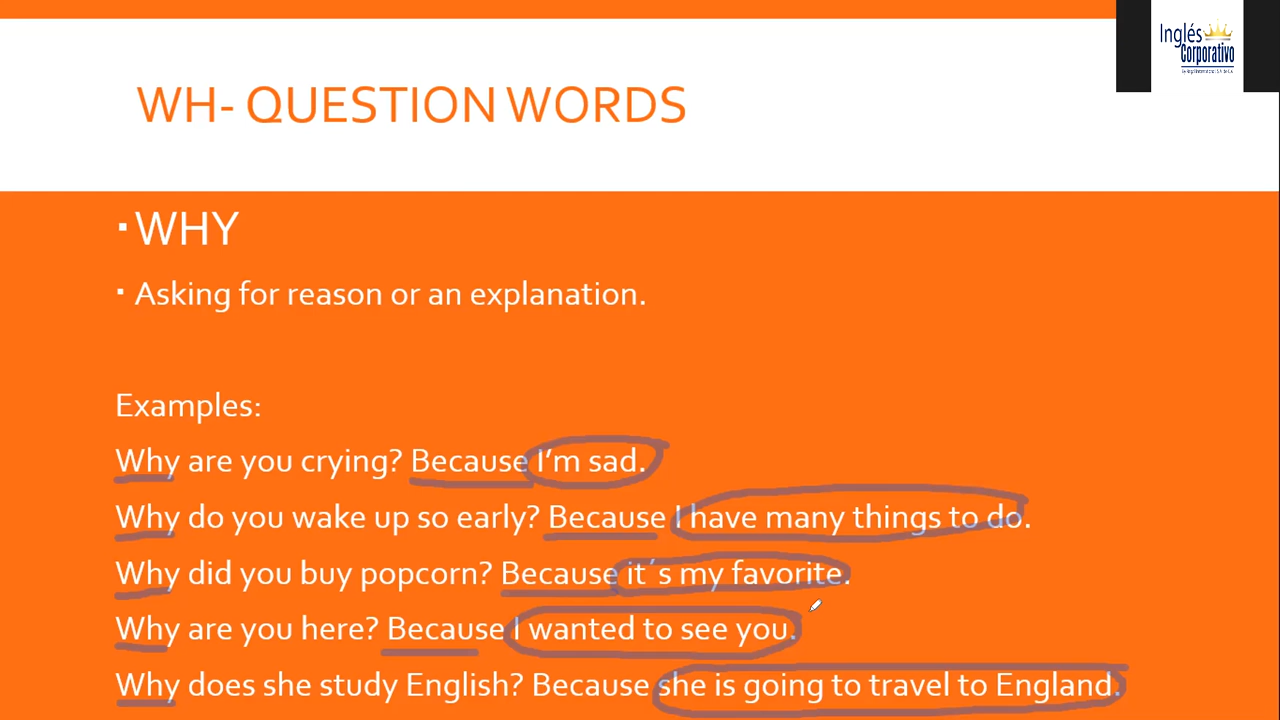 Inglés
Corporativo
WH- QUESTION WORDS
▪ WHY
▪ Asking for reason or an explanation.
Examples:
Why are you crying? Because I'm sad.
Why do you wake up so early? Because I have many things to do.
Why did you buy popcorn? Because it´s my favorite.
Why are you here? Because I wanted to see you.
Why does she study English? Because she is going to travel to England.